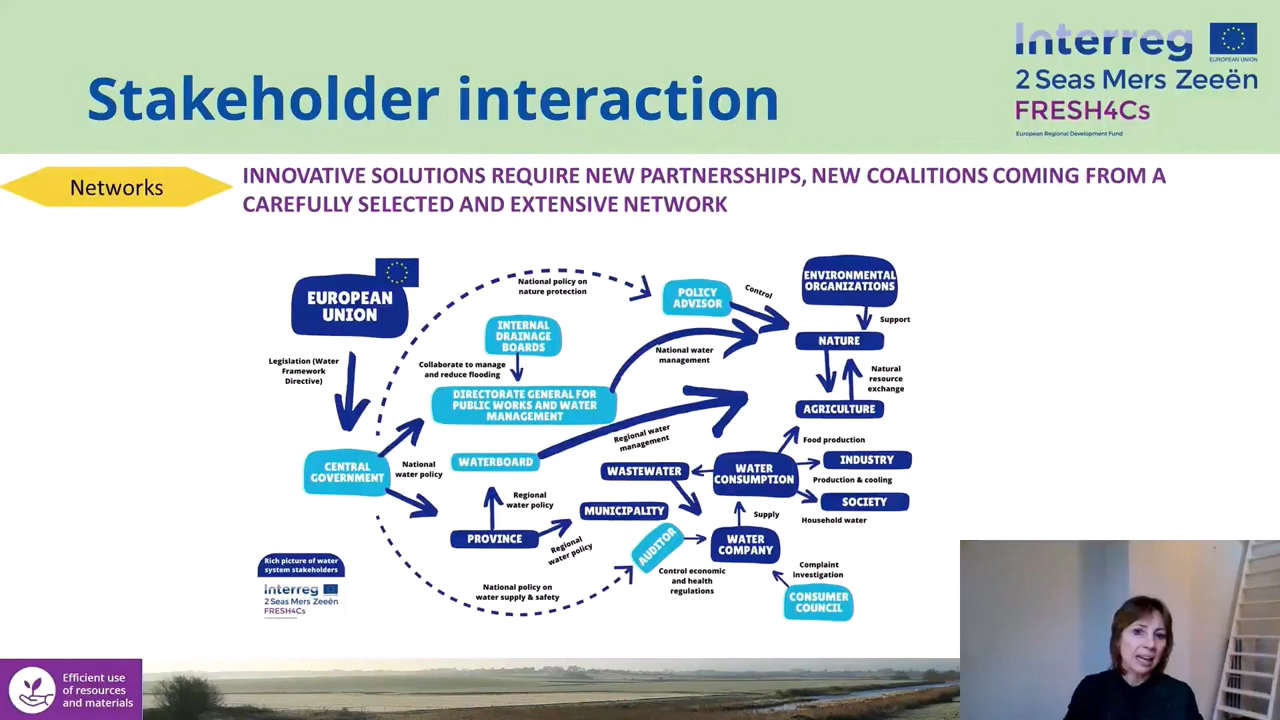 Stakeholder interaction
Interreg
EUROPEAN UNION
2 Seas Mers Zeeën
FRESH4Cs
European Regional Development Fund
Networks
INNOVATIVE SOLUTIONS REQUIRE NEW PARTNERSSHIPS, NEW COALITIONS COMING FROM A
CAREFULLY SELECTED AND EXTENSIVE NETWORK
EUROPEAN
UNION
National policy on
nature protection
POLICY
ADVISOR
Control
ENVIRONMENTAL
ORGANIZATIONS
Support
INTERNAL
DRAINAGE
BOARDS
NATURE
National water
management
Legislation (Water
Framework
Directive)
Collaborate to manage
and reduce flooding
Natural
resource
exchange
DIRECTORATE GENERAL FOR
PUBLIC WORKS AND WATER
MANAGEMENT
AGRICULTURE
Regional water
management
Food production
CENTRAL
GOVERNMENT
National
water policy
WATERBOARD
WASTEWATER
WATER
CONSUMPTION
INDUSTRY
Production & cooling
SOCIETY
Household water
Regional
water policy
MUNICIPALITY
Supply
PROVINCE
Regional
water policy
AUDITOR
WATER
COMPANY
Control economic
and health
regulations
Complaint
investigation
CONSUMER
COUNCIL
National policy on
water supply & safety
Rich picture of water
system stakeholders
Interreg
2 Seas Mers Zeeën
FRESH4Cs
Efficient use
of resources
and materials